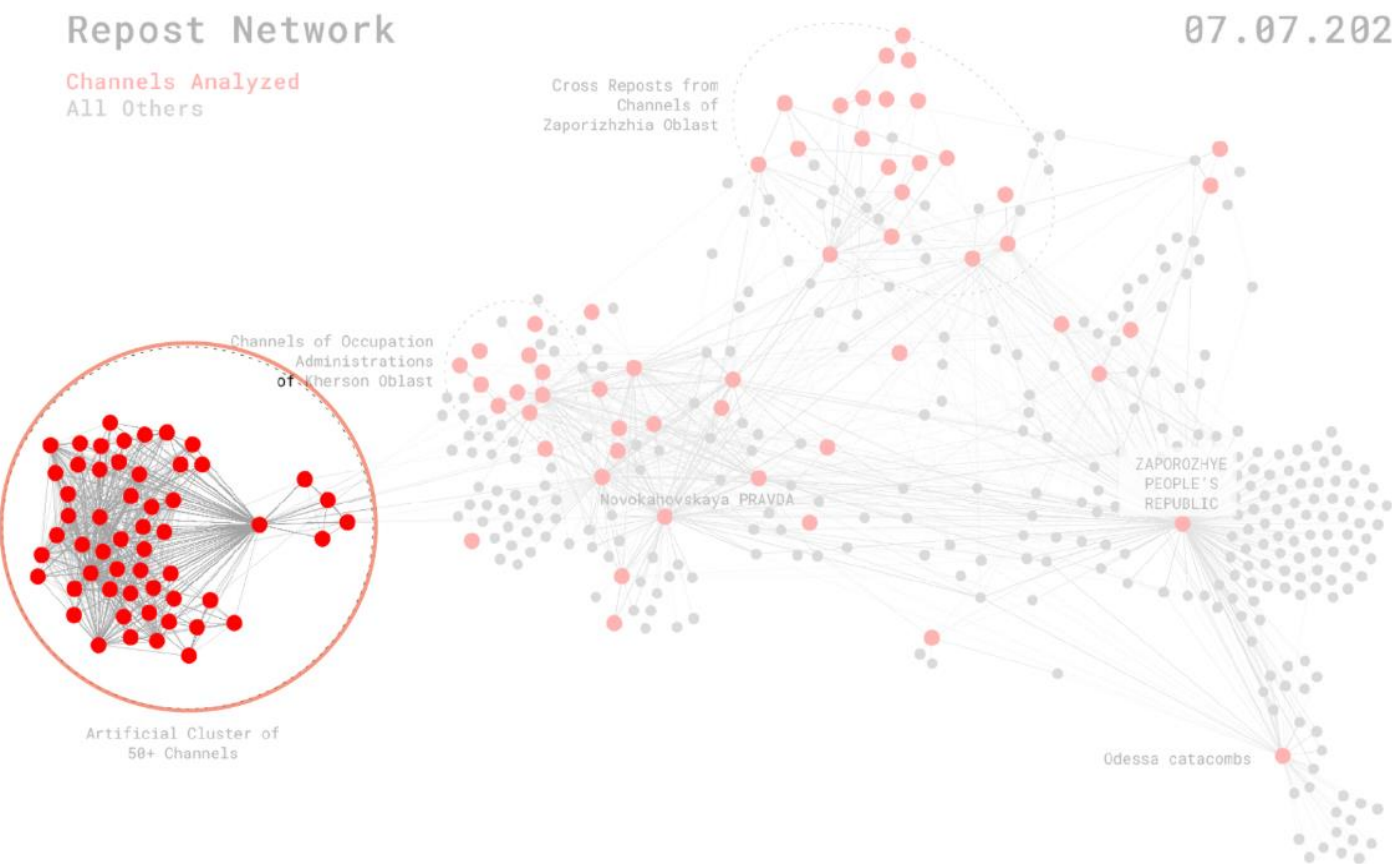 Repost Network
07.07.202
Channels Analyzed
All Others
Cross Reposts from
Channels of
Zaporizhzhia Oblast
Channels of Occupation
Administrations
of Kherson Oblast
ZAPOROZHYE
PEOPLE'S
REPUBLIC
Novokahovskaya PRAVDA
Artificial Cluster of
50+ Channels
Odessa catacombs